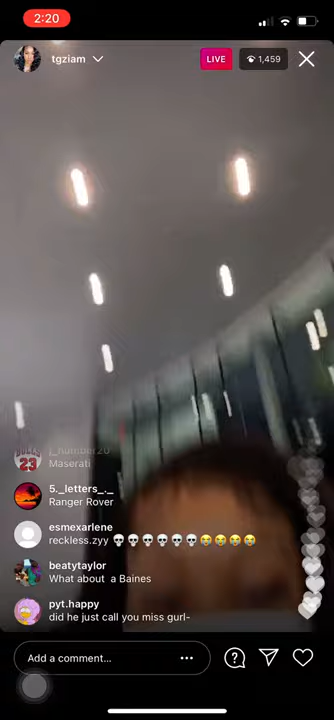 2:20
tgziam
LIVE
1,459
j_number20
Maserati
5._letters_._
Ranger Rover
esmexarlene
reckless.zyy 💀💀💀💀💀💀😭😭😭😭
beatytaylor
What about a Baines
pyt.happy
did he just call you miss gurl-
Add a comment...